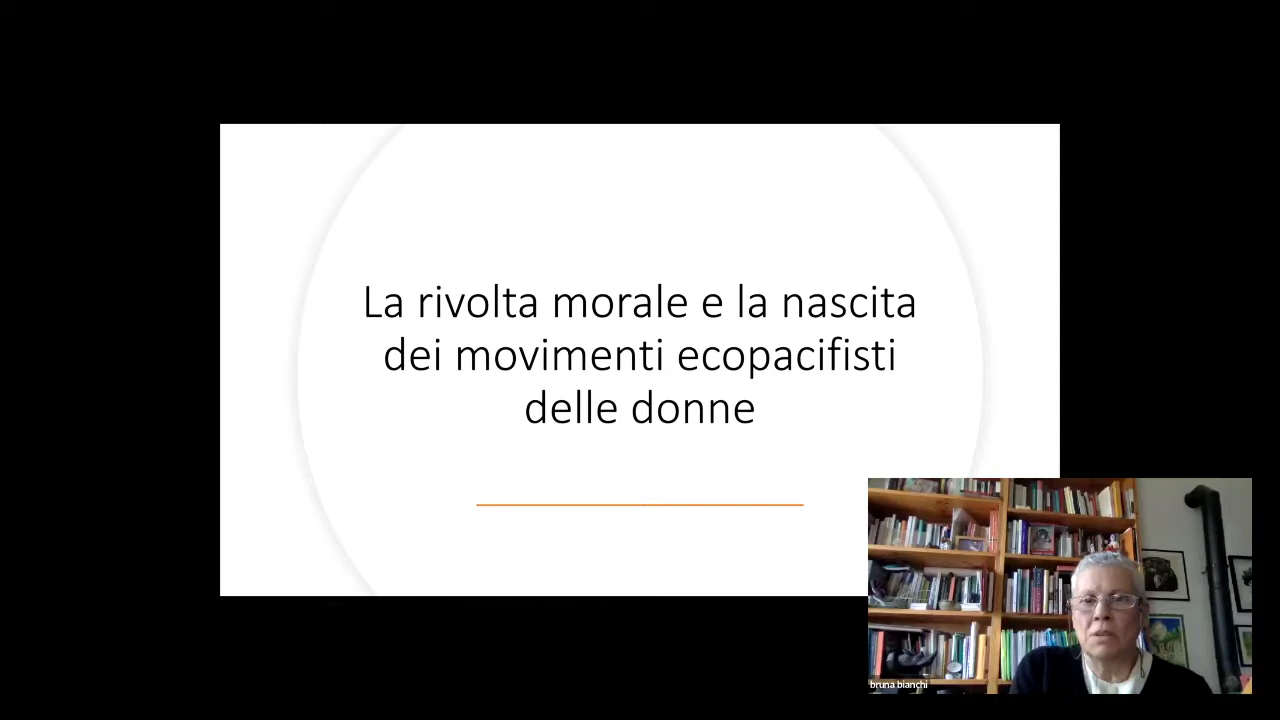 La rivolta morale e la nascita
dei movimenti ecopacifisti
delle donne
bruna bianchi